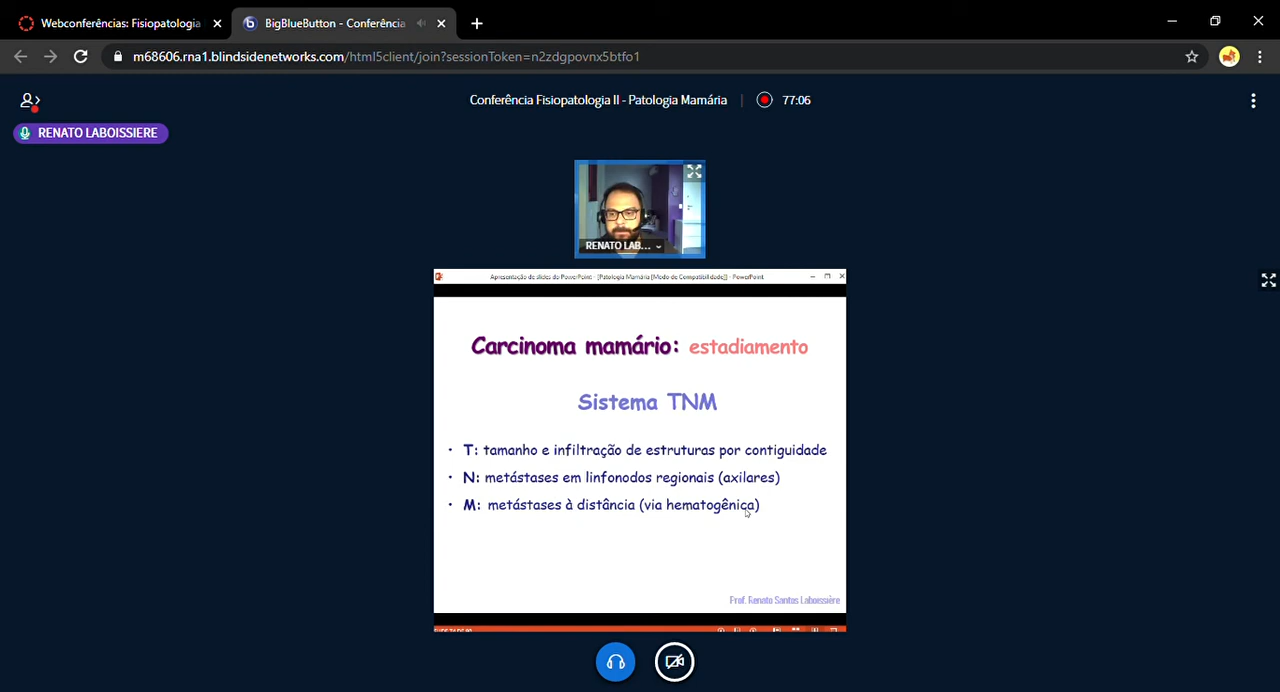 Webconferências: Fisiopatologia
BigBlueButton - Conferência
m68606.rna1.blindsidenetworks.com/html5client/join?sessionToken=n2zdgpovnx5btfo1
Conferência Fisiopatologia II - Patologia Mamária | 77:06
RENATO LABOISSIERE
RENATO LAB...
Apresentação de slides do PowerPoint - [Patologia Mamária [Modo de Compatibilidade]] - PowerPoint
Carcinoma mamário: estadiamento
Sistema TNM
• T: tamanho e infiltração de estruturas por contiguidade
• N: metástases em linfonodos regionais (axilares)
• M: metástases à distância (via hematogênica)
Prof. Renato Santos Laboissière